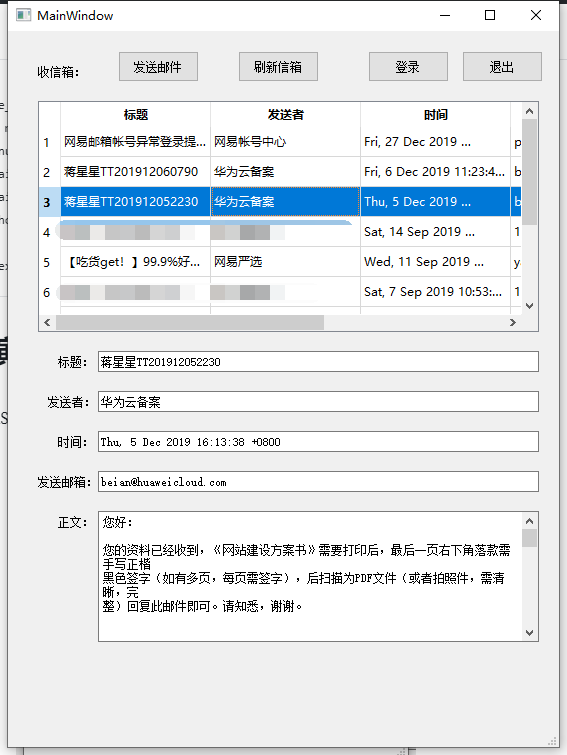 MainWindow
收信箱： 发送邮件 刷新信箱 登录 退出
标题 发送者 时间
1 网易邮箱帐号异常登录提... 网易帐号中心 Fri, 27 Dec 2019 ... p
2 蒋星星TT201912060790 华为云备案 Fri, 6 Dec 2019 11:23:4... b
3 蒋星星TT201912052230 华为云备案 Thu, 5 Dec 2019 ... b
4 Sat, 14 Sep 2019 ... 1
5 【吃货get！】99.9%好... 网易严选 Wed, 11 Sep 2019 ... y
6 Sat, 7 Sep 2019 10:53:... 1
标题： 蒋星星TT201912052230
发送者： 华为云备案
时间： Thu, 5 Dec 2019 16:13:38 +0800
发送邮箱： beian@huaweicloud.com
正文： 您好：
您的资料已经收到，《网站建设方案书》需要打印后，最后一页右下角落款需
手写正楷
黑色签字（如有多页，每页需签字），后扫描为PDF文件（或者拍照件，需清
晰，完
整）回复此邮件即可。请知悉，谢谢。